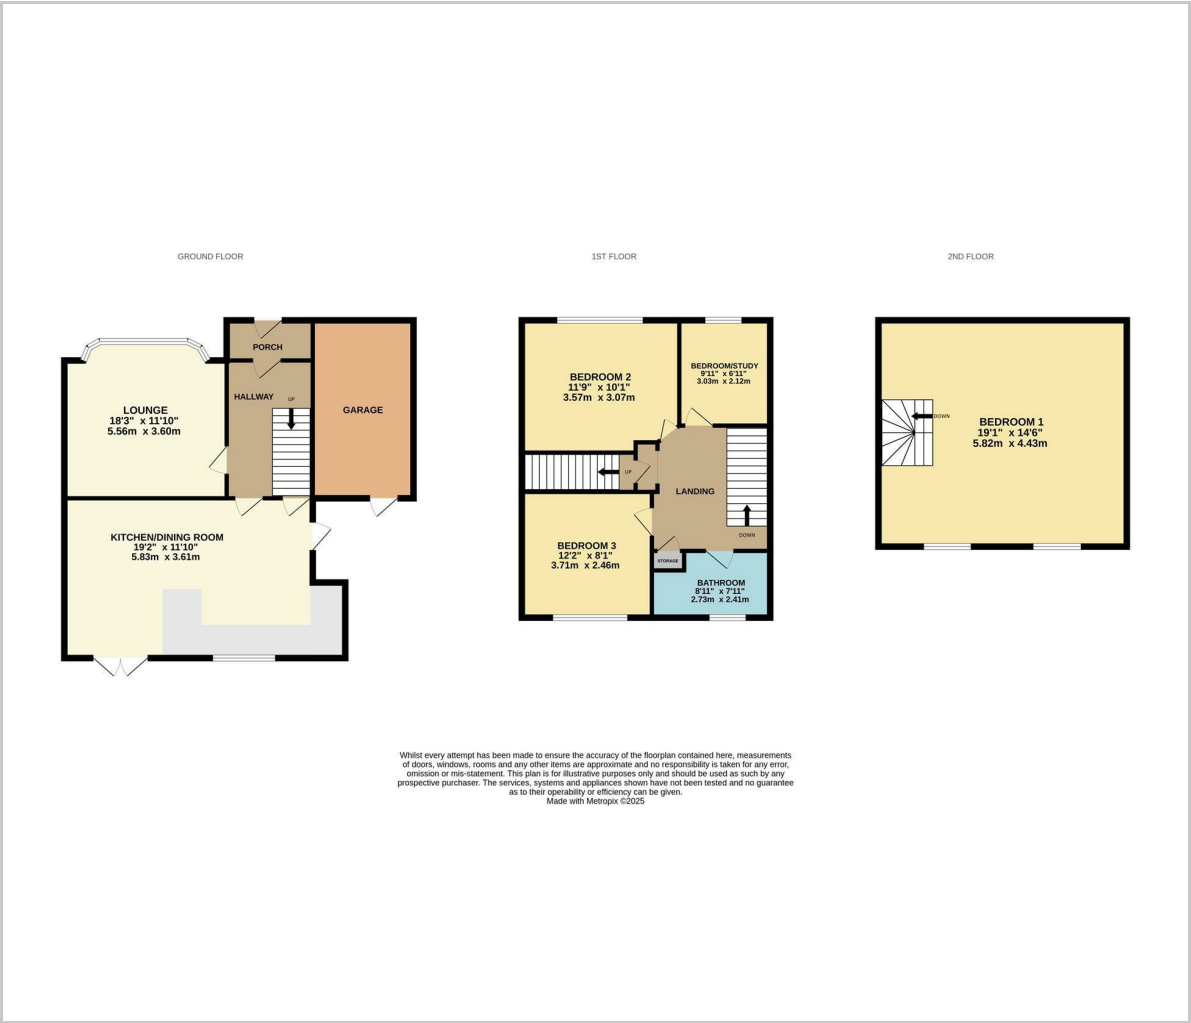 GROUND FLOOR
PORCH
HALLWAY
UP
LOUNGE
18'3" x 11'10"
5.56m x 3.60m
GARAGE
KITCHEN/DINING ROOM
19'2" x 11'10"
5.83m x 3.61m
1ST FLOOR
BEDROOM 2
11'9" x 10'1"
3.57m x 3.07m
BEDROOM/STUDY
9'11" x 6'11"
3.03m x 2.12m
UP
LANDING
DOWN
BEDROOM 3
12'2" x 8'1"
3.71m x 2.46m
STORAGE
BATHROOM
8'11" x 7'11"
2.73m x 2.41m
2ND FLOOR
DOWN
BEDROOM 1
19'1" x 14'6"
5.82m x 4.43m
Whilst every attempt has been made to ensure the accuracy of the floorplan contained here, measurements
of doors, windows, rooms and any other items are approximate and no responsibility is taken for any error,
omission or mis-statement. This plan is for illustrative purposes only and should be used as such by any
prospective purchaser. The services, systems and appliances shown have not been tested and no guarantee
as to their operability or efficiency can be given.
Made with Metropix ©2025